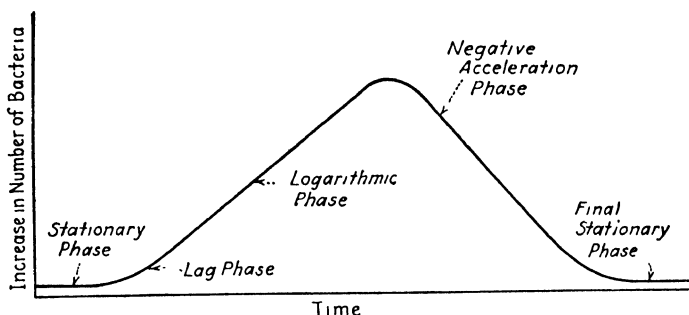 Increase in Number of Bacteria
Negative
Acceleration
Phase
Logarithmic
Phase
Stationary
Phase
Lag Phase
Final
Stationary
Phase
Time